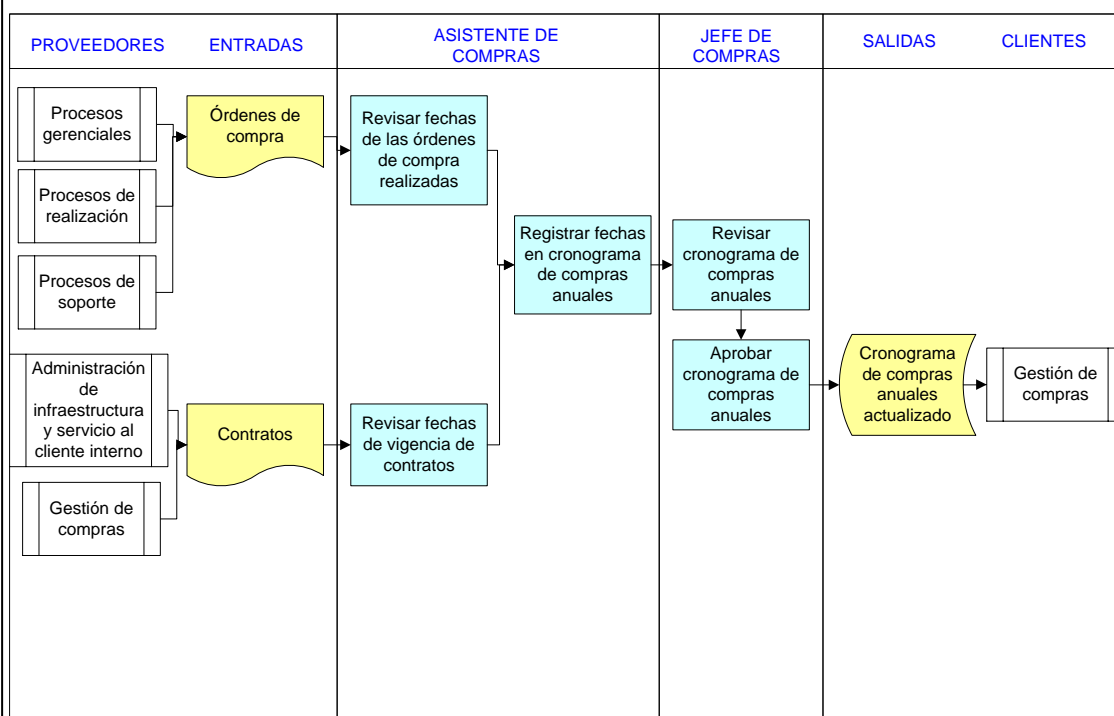 PROVEEDORES
ENTRADAS
ASISTENTE DE
COMPRAS
JEFE DE
COMPRAS
SALIDAS
CLIENTES
Procesos
gerenciales
Procesos de
realización
Procesos de
soporte
Órdenes de
compra
Revisar fechas
de las órdenes
de compra
realizadas
Registrar fechas
en cronograma
de compras
anuales
Revisar
cronograma de
compras
anuales
Administración
de
infraestructura
y servicio al
cliente interno
Gestión de
compras
Contratos
Revisar fechas
de vigencia de
contratos
Aprobar
cronograma de
compras
anuales
Cronograma
de compras
anuales
actualizado
Gestión de
compras